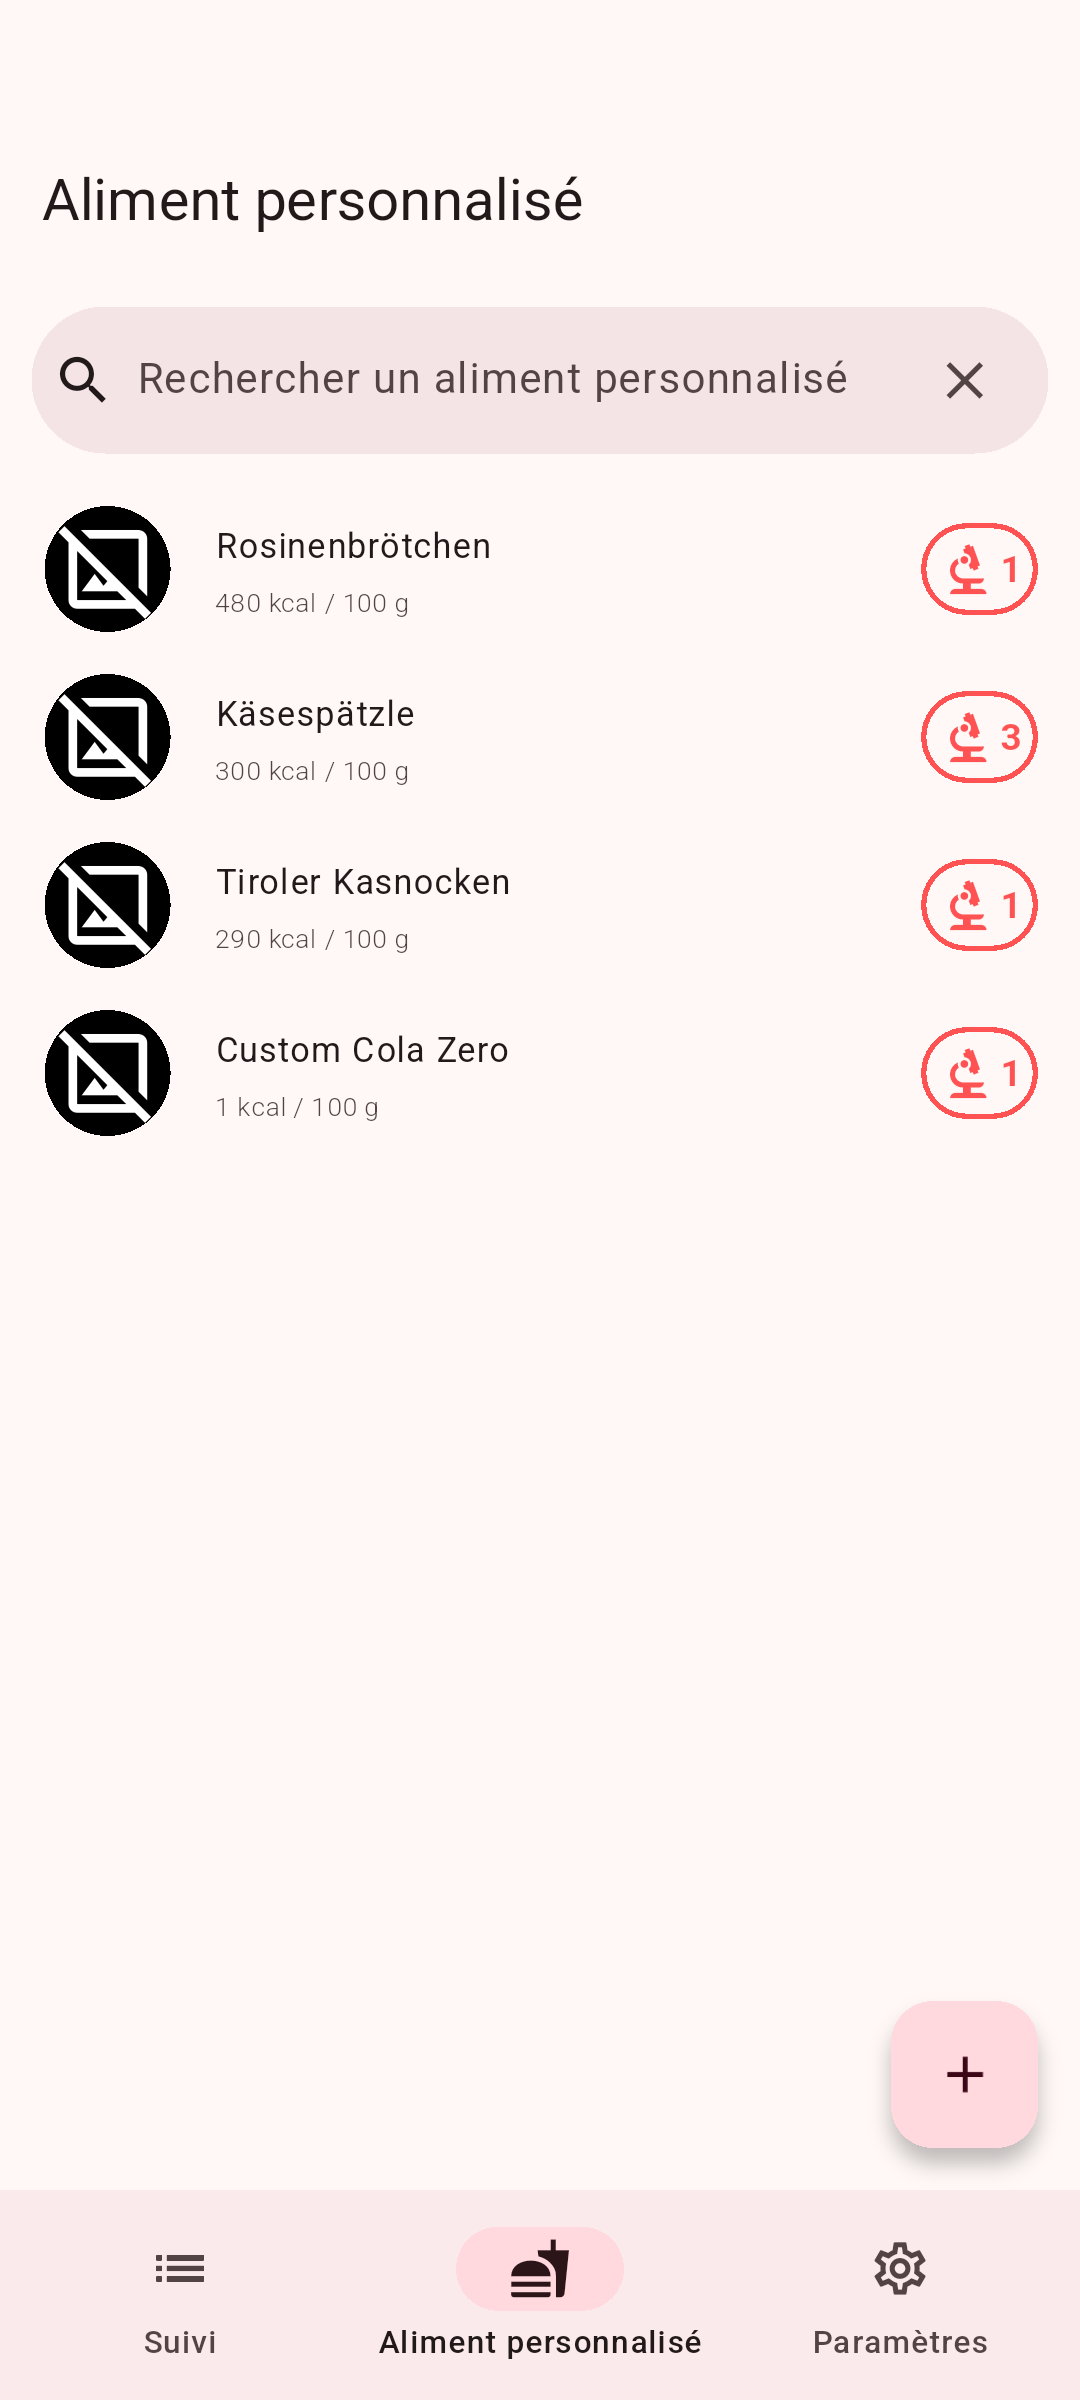 Aliment personnalisé
Rechercher un aliment personnalisé
Rosinenbrötchen
480 kcal / 100 g
1
Käsespätzle
300 kcal / 100 g
3
Tiroler Kasnocken
290 kcal / 100 g
1
Custom Cola Zero
1 kcal / 100 g
1
Suivi
Aliment personnalisé
Paramètres